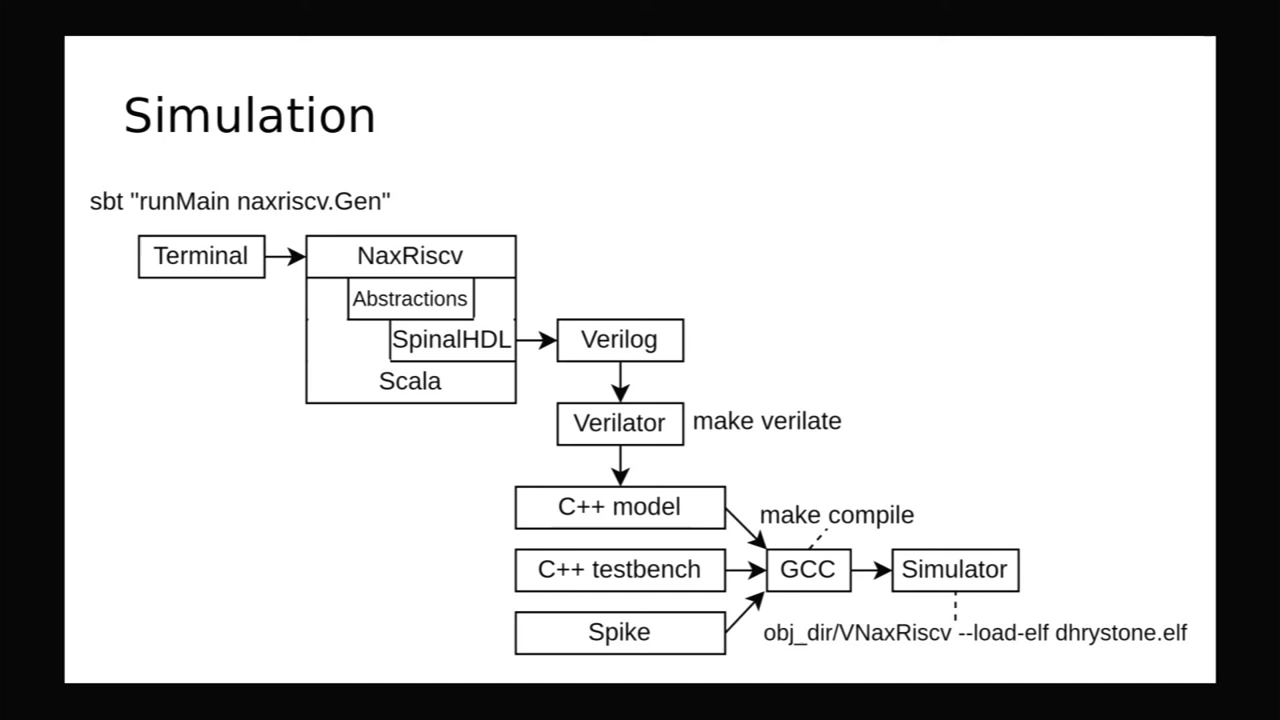 Simulation
sbt "runMain naxriscv.Gen"
Terminal
NaxRiscv
Abstractions
SpinalHDL
Verilog
Scala
Verilator
make verilate
C++ model
make compile
C++ testbench
GCC
Simulator
Spike
obj_dir/VNaxRiscv --load-elf dhrystone.elf